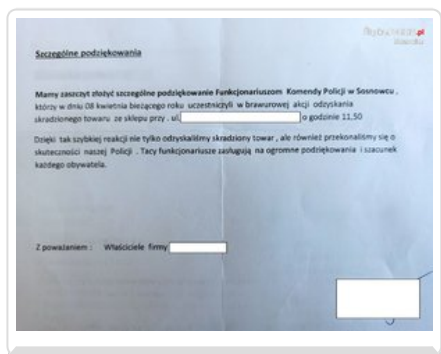 Szczególne podziękowania
Mamy zaszczyt złożyć szczególne podziękowanie Funkcjonariuszom Komendy Policji w Sosnowcu ,
którzy w dniu 08 kwietnia bieżącego roku uczestniczyli w brawurowej akcji odzyskania
skradzionego towaru ze sklepu przy . ul. o godzinie 11,50
Dzięki tak szybkiej reakcji nie tylko odzyskaliśmy skradziony towar , ale również przekonaliśmy się o
skuteczności naszej Policji . Tacy funkcjonariusze zasługują na ogromne podziękowania i szacunek
każdego obywatela.
Z poważaniem : Właściciele firmy